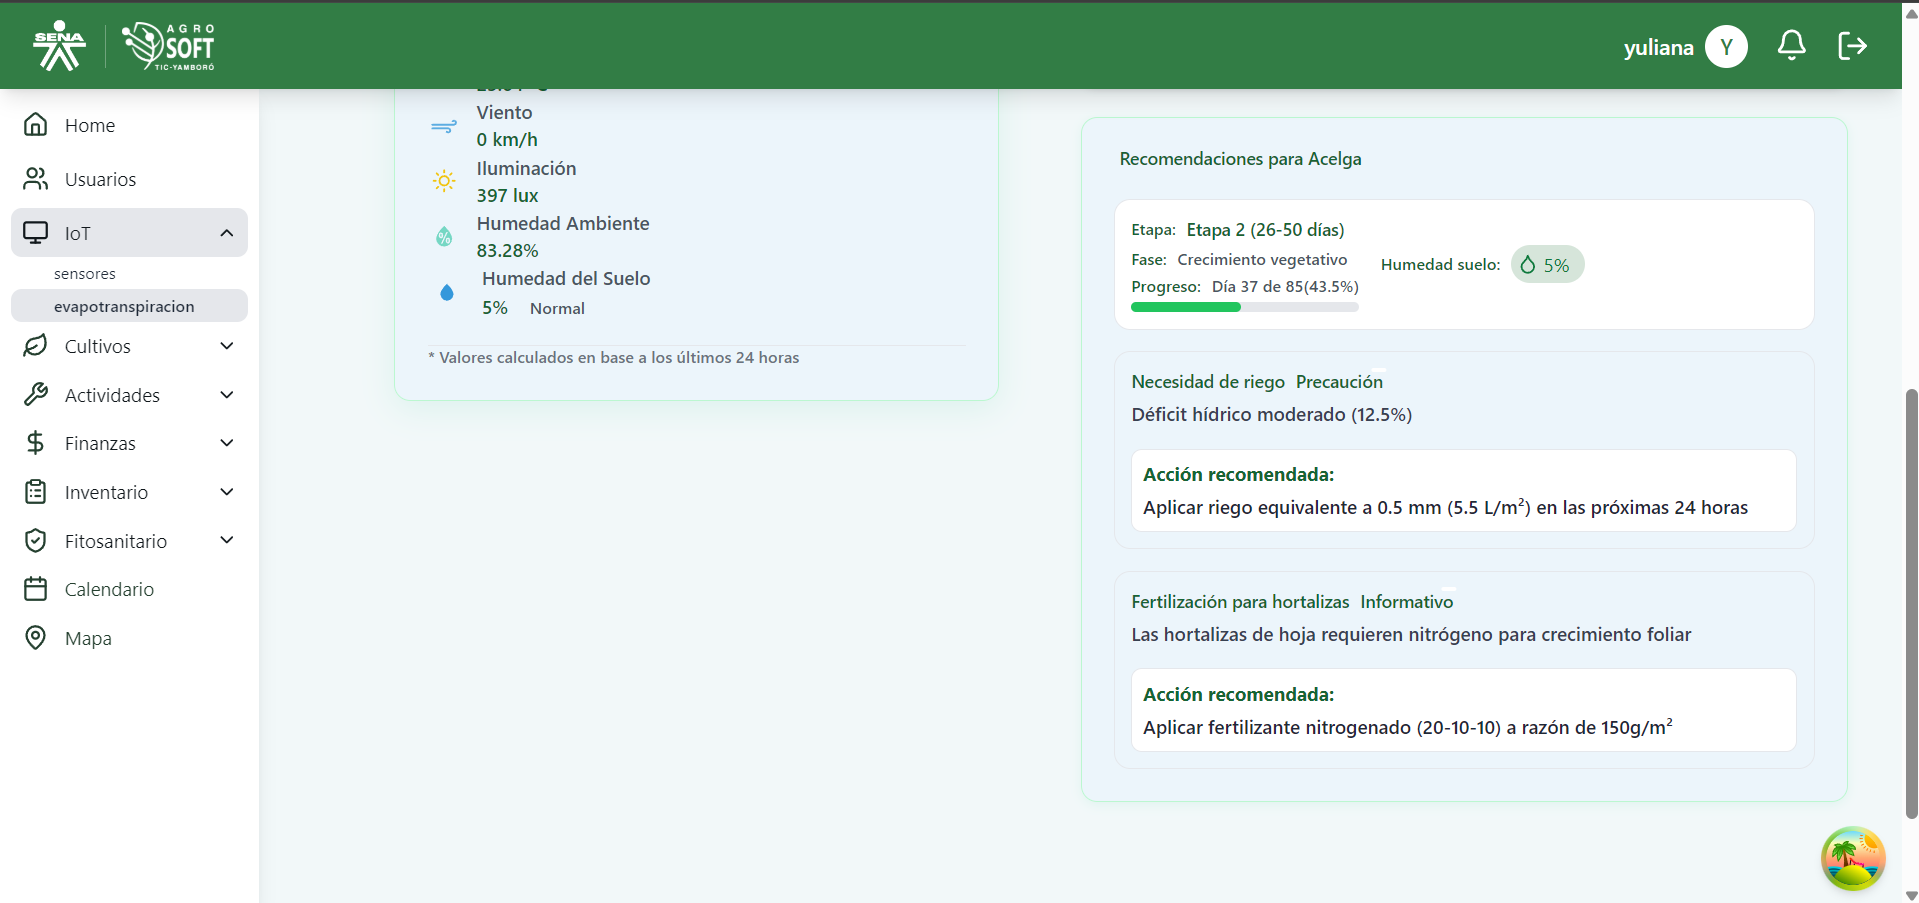 SENA
AGRO
SOFT
TIC-YAMBORÓ
yuliana
Y
Home
Usuarios
IoT
sensores
evapotranspiracion
Cultivos
Actividades
Finanzas
Inventario
Fitosanitario
Calendario
Mapa
Viento
0 km/h
Iluminación
397 lux
%
Humedad Ambiente
83.28%
Humedad del Suelo
5% Normal
* Valores calculados en base a los últimos 24 horas
Recomendaciones para Acelga
Etapa: Etapa 2 (26-50 días)
Fase: Crecimiento vegetativo
Progreso: Día 37 de 85(43.5%)
Humedad suelo: 5%
Necesidad de riego Precaución
Déficit hídrico moderado (12.5%)
Acción recomendada:
Aplicar riego equivalente a 0.5 mm (5.5 L/m²) en las próximas 24 horas
Fertilización para hortalizas Informativo
Las hortalizas de hoja requieren nitrógeno para crecimiento foliar
Acción recomendada:
Aplicar fertilizante nitrogenado (20-10-10) a razón de 150g/m²